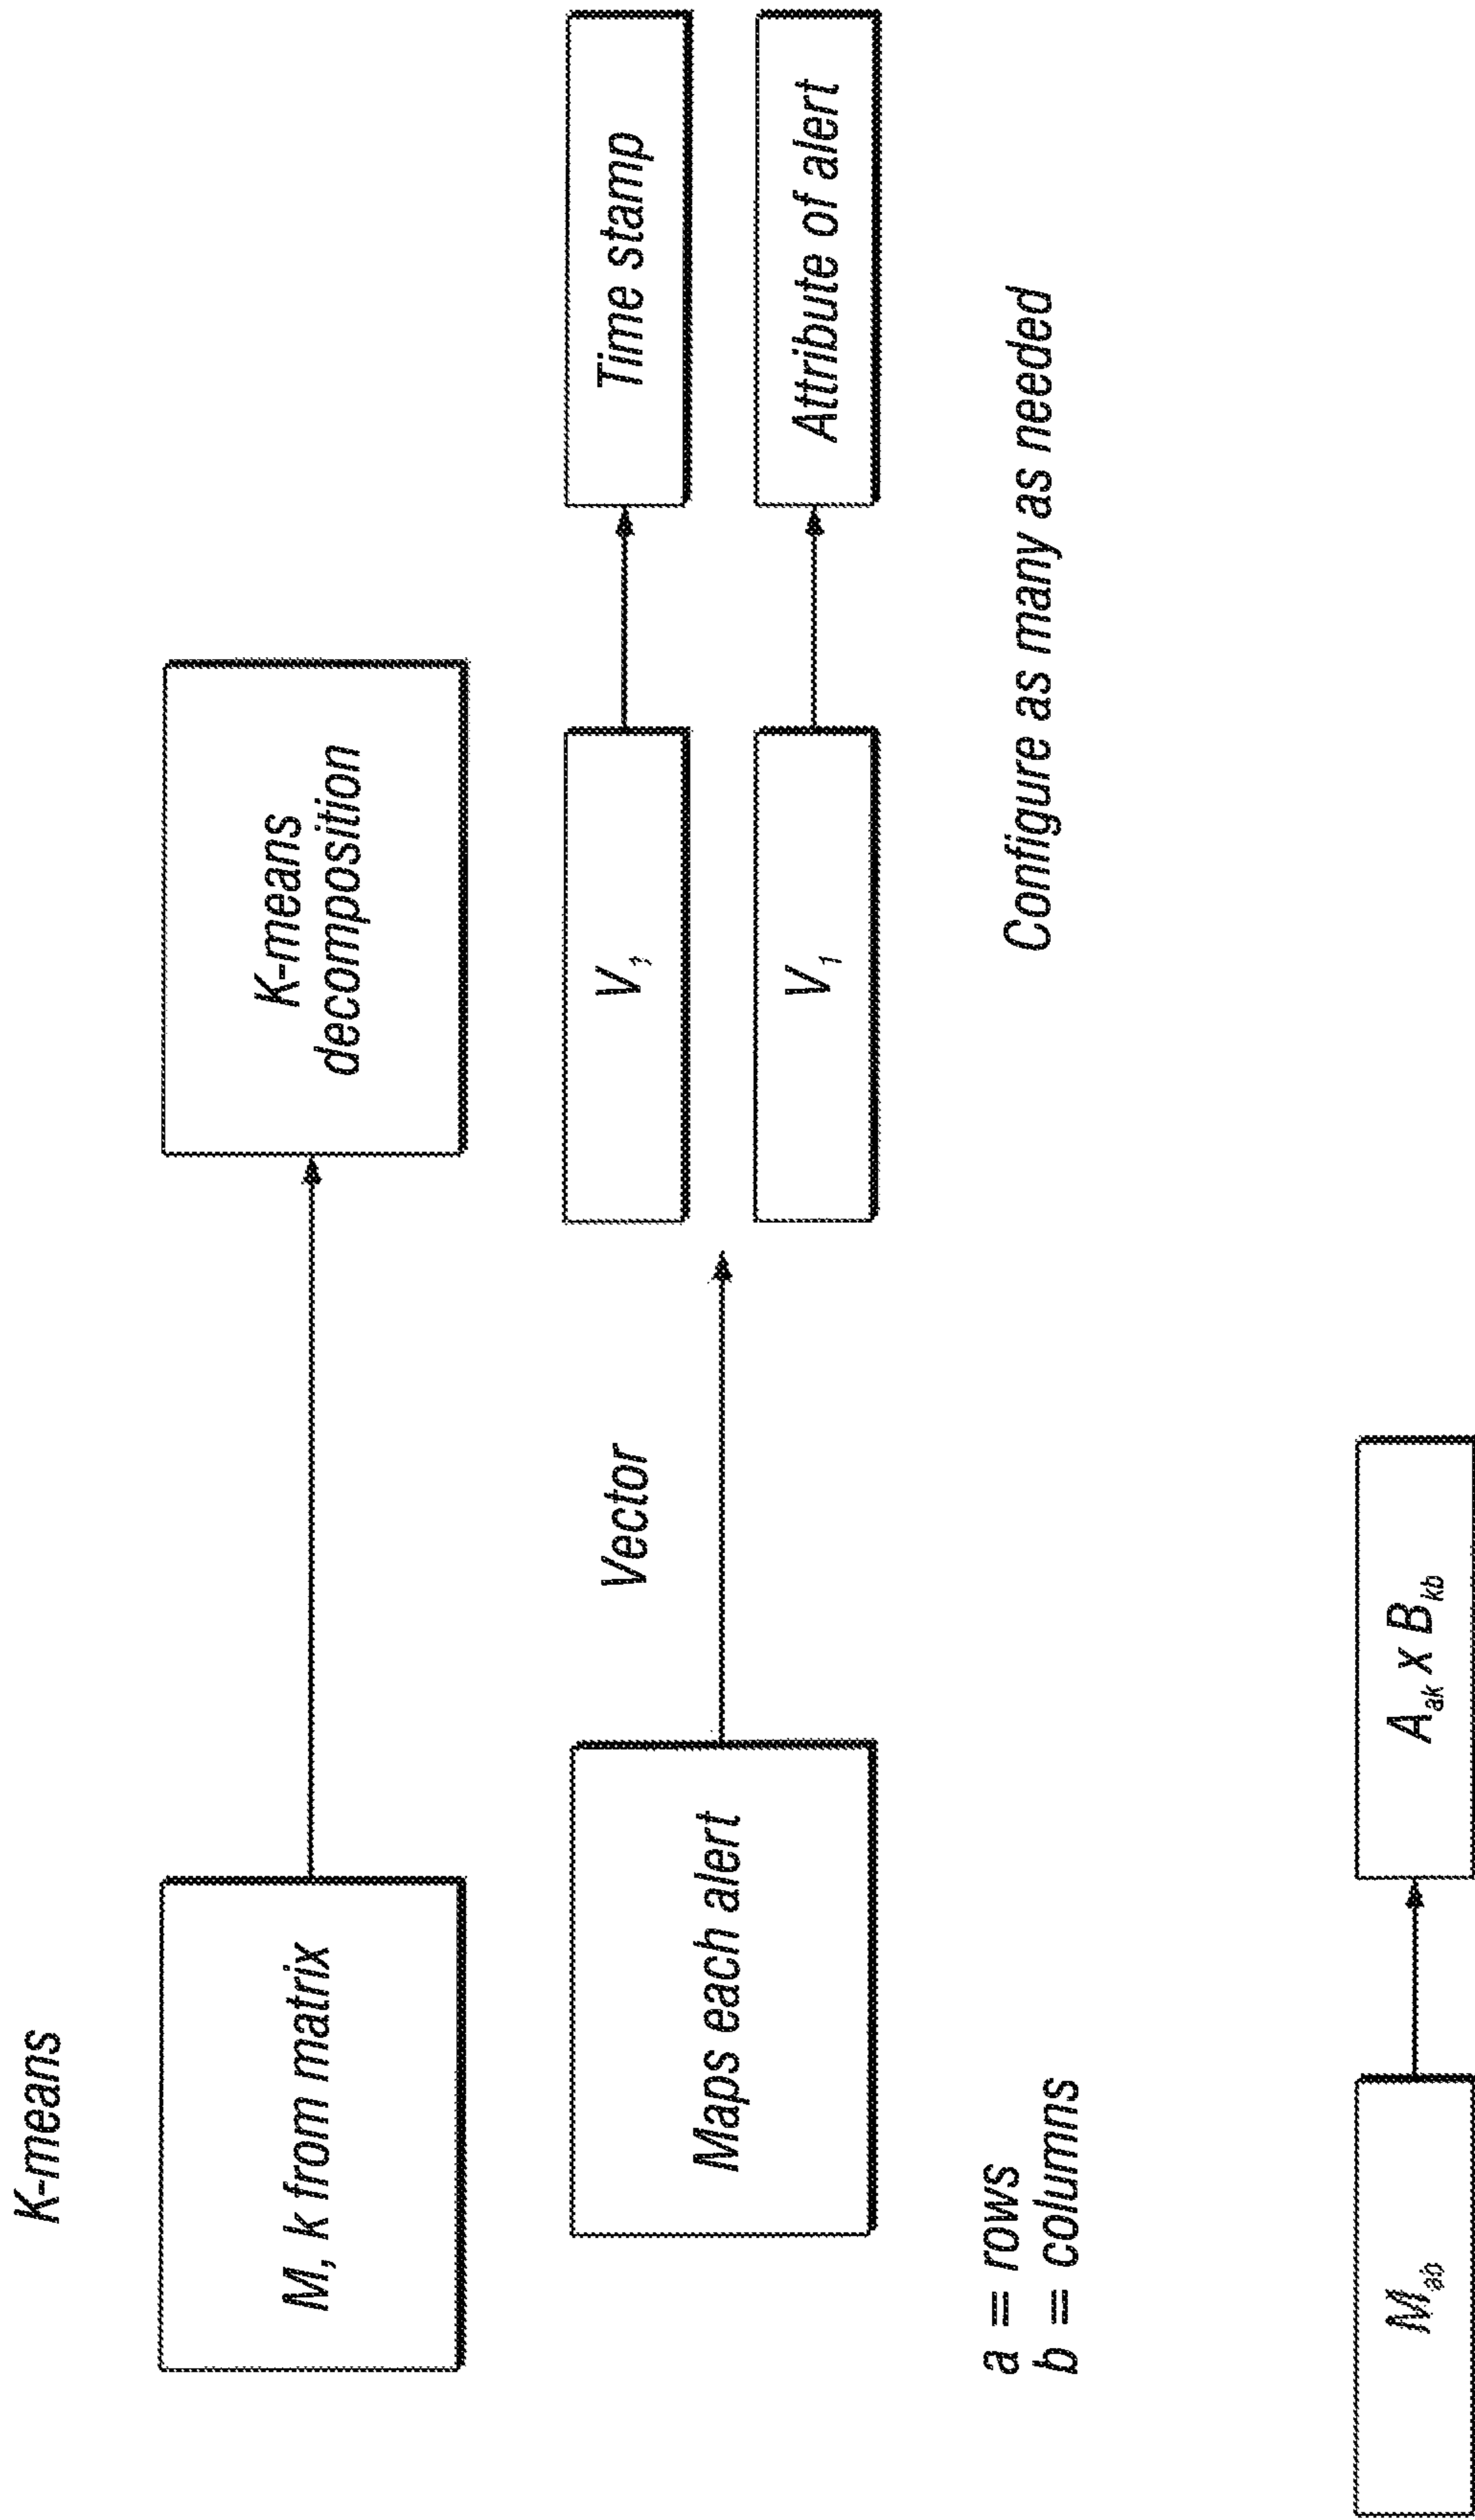 K-means
M, k from matrix
K-means
decomposition
Maps each alert
Vector
V₁
Time stamp
V₁
Attribute of alert
a = rows
b = columns
Configure as many as needed
Mab
Aak x Bkb